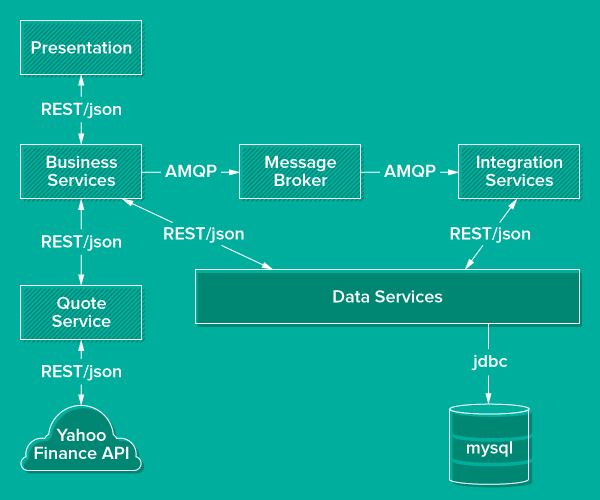 Presentation
REST/json
Business
Services
AMQP
Message
Broker
AMQP
Integration
Services
REST/json
REST/json
REST/json
Quote
Service
Data Services
REST/json
jdbc
Yahoo
Finance API
mysql